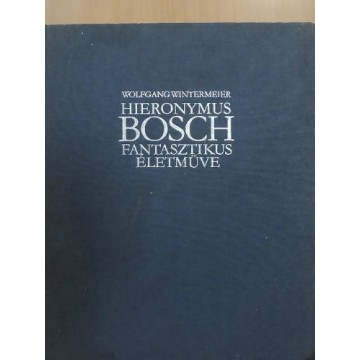 WOLFGANG WINTERMEIER
HIERONYMUS
BOSCH
FANTASZTIKUS
ÉLETMŰVE